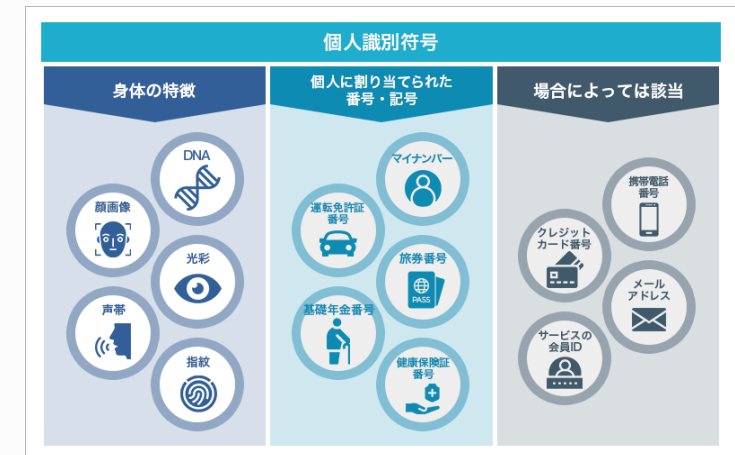 個人識別符号
身体の特徴
DNA
顔画像
光彩
声帯
指紋
個人に割り当てられた
番号・記号
マイナンバー
運転免許証
番号
旅券番号
PASS
基礎年金番号
健康保険証
番号
場合によっては該当
携帯電話
番号
クレジット
カード番号
メール
アドレス
サービスの
会員ID